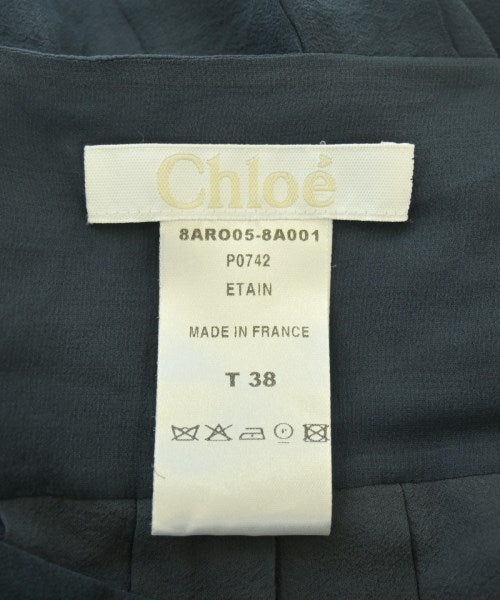 Chloé
8ARO05-8A001
P0742
ETAIN
MADE IN FRANCE
T 38